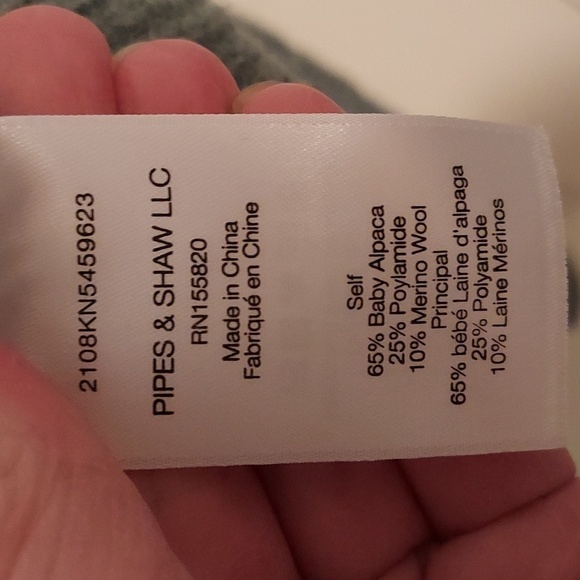 2108KN5459623
PIPES & SHAW LLC
RN155820
Made in China
Fabriqué en Chine
Self
65% Baby Alpaca
25% Poylamide
10% Merino Wool
Principal
65% bébé Laine d'alpaga
25% Polyamide
10% Laine Mérinos